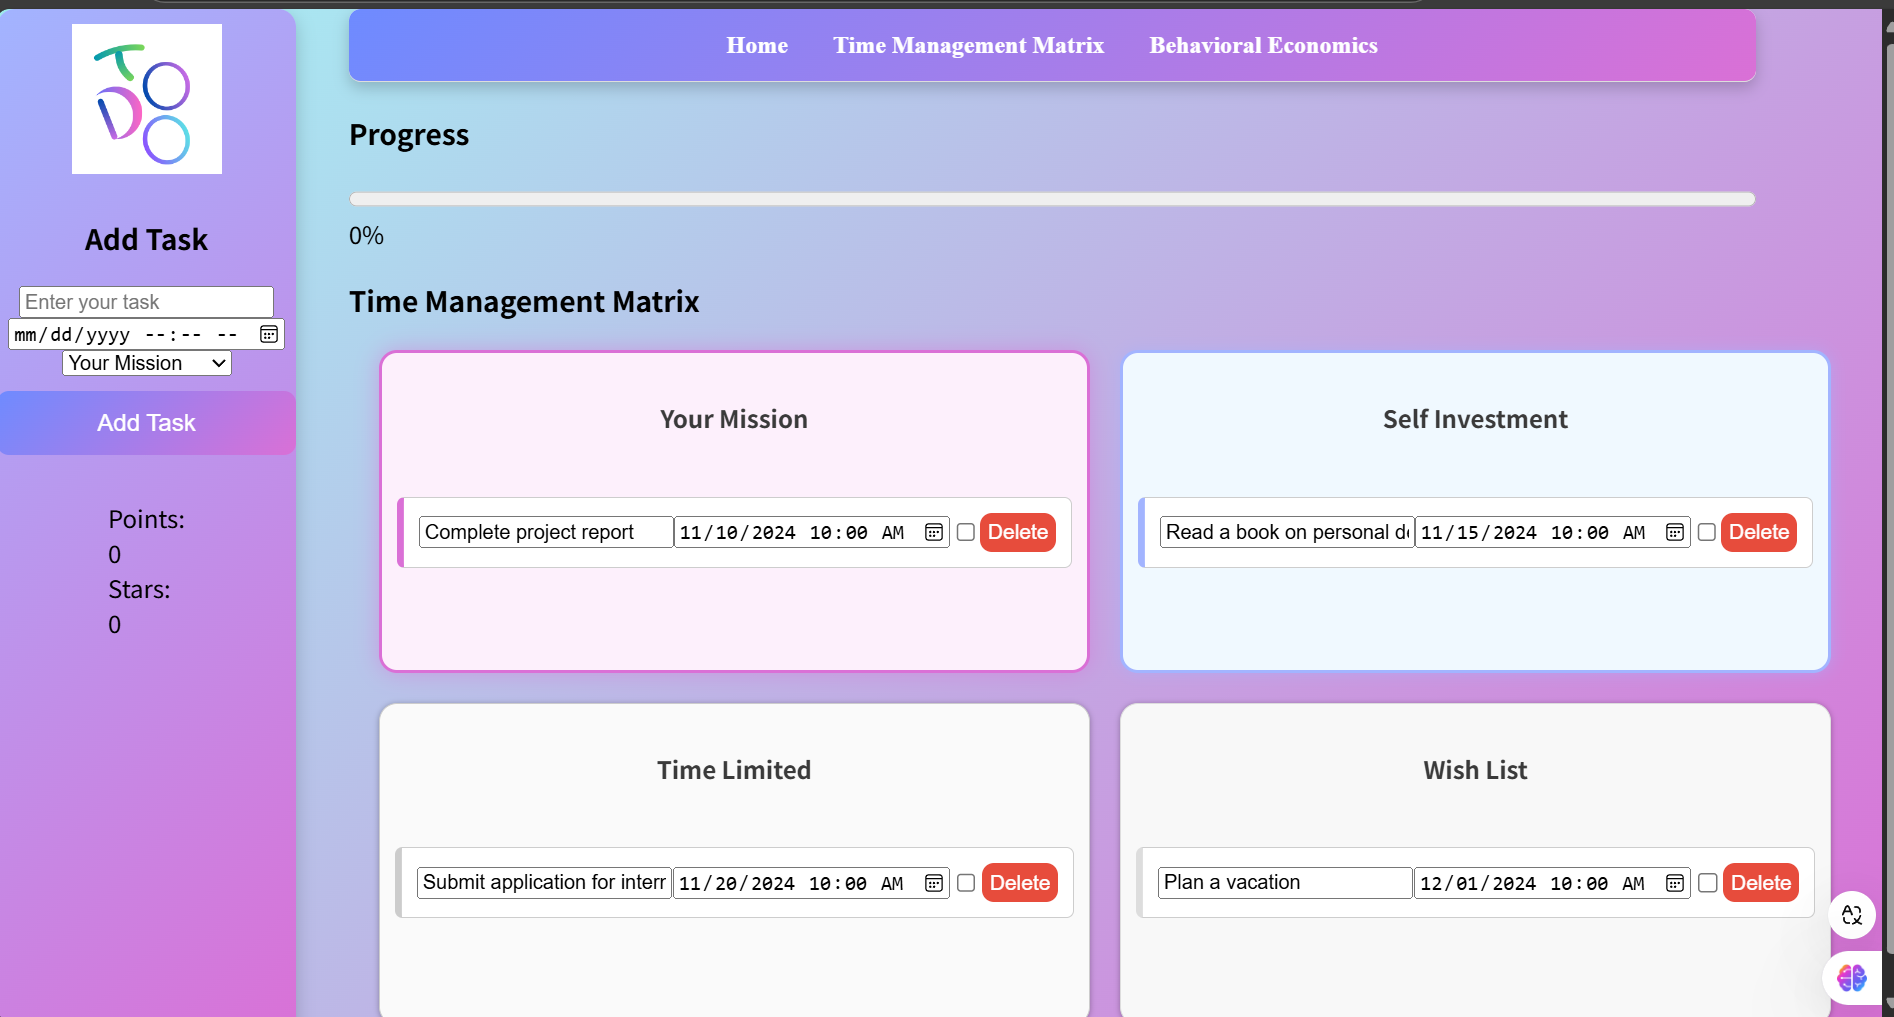 TO
DO
Home Time Management Matrix Behavioral Economics
Progress
0%
Add Task
Enter your task
mm/dd/yyyy --:-- --
Your Mission
Add Task
Points:
0
Stars:
0
Time Management Matrix
Your Mission
Complete project report 11/10/2024 10:00 AM Delete
Self Investment
Read a book on personal 11/15/2024 10:00 AM Delete
Time Limited
Submit application for 11/20/2024 10:00 AM Delete
Wish List
Plan a vacation 12/01/2024 10:00 AM Delete